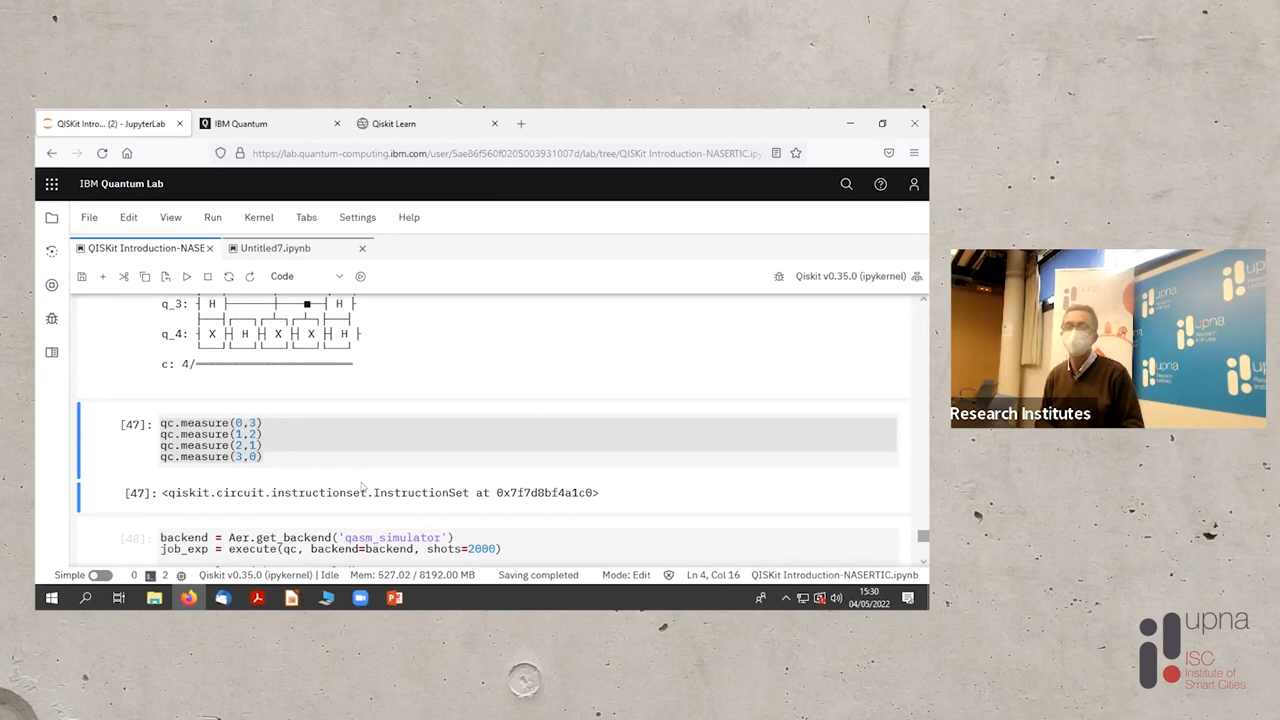 QISKit Intro... (2) - JupyterLab
IBM Quantum
Qiskit Learn
https://lab.quantum-computing.ibm.com/user/5ae86f560f0205003931007d/lab/tree/QISKit Introduction-NASERTIC.ipy
IBM Quantum Lab
File Edit View Run Kernel Tabs Settings Help
QISKit Introduction-NASE
Untitled7.ipynb
Code
Qiskit v0.35.0 (ipykernel)
q_3: H H
q_4: X H X X H
c: 4/
[47]:
qc.measure(0,3)
qc.measure(1,2)
qc.measure(2,1)
qc.measure(3,0)
[47]: <qiskit.circuit.instructionset.InstructionSet at 0x7f7d8bf4a1c0>
[48]:
backend = Aer.get_backend('qasm_simulator')
job_exp = execute(qc, backend=backend, shots=2000)
Simple 0 2 Qiskit v0.35.0 (ipykernel) | Idle Mem: 527.02 / 8192.00 MB Saving completed Mode: Edit Ln 4, Col 16 QISKit Introduction-NASERTIC.ipynb
15:30
04/05/2022
upna
upna
upna
upna
Research Institutes
upna
ISC
Institute of
Smart Cities